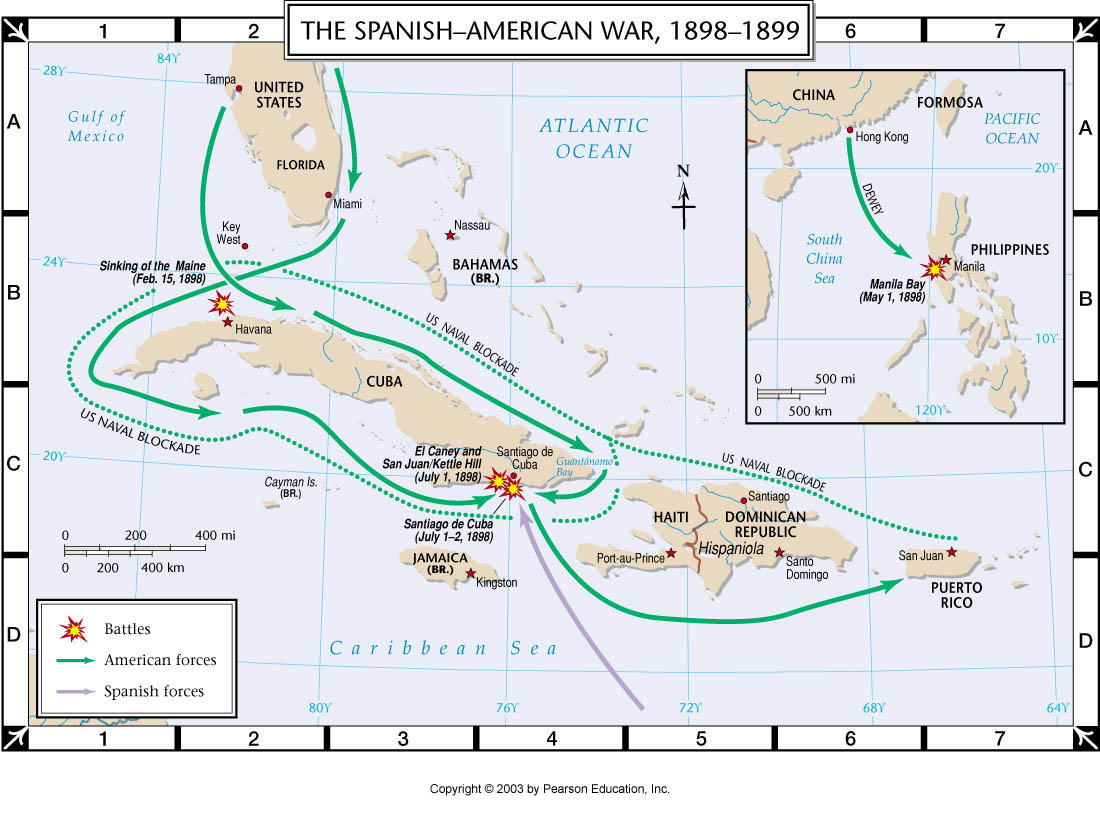 THE SPANISH–AMERICAN WAR, 1898–1899
1
2
6
7
A
B
C
D
A
B
C
D
1
2
3
4
5
6
7
84Y
28Y
24Y
20Y
80Y
76Y
72Y
68Y
64Y
Gulf of
Mexico
Tampa
UNITED
STATES
FLORIDA
Miami
Key
West
ATLANTIC
OCEAN
N
Nassau
BAHAMAS
(BR.)
Sinking of the Maine
(Feb. 15, 1898)
Havana
US NAVAL BLOCKADE
CUBA
US NAVAL BLOCKADE
El Caney and
San Juan/Kettle Hill
(July 1, 1898)
Santiago de
Cuba
Guantánamo
Bay
US NAVAL BLOCKADE
Cayman Is.
(BR.)
Santiago de Cuba
(July 1–2, 1898)
JAMAICA
(BR.)
Kingston
HAITI
Santiago
DOMINICAN
REPUBLIC
Hispaniola
Port-au-Prince
Santo
Domingo
San Juan
PUERTO
RICO
Caribbean Sea
0 200 400 mi
0 200 400 km
Battles
American forces
Spanish forces
CHINA
FORMOSA
PACIFIC
OCEAN
Hong Kong
20Y
DEWEY
South
China
Sea
PHILIPPINES
Manila
Manila Bay
(May 1, 1898)
10Y
120Y
0 500 mi
0 500 km
Copyright © 2003 by Pearson Education, Inc.